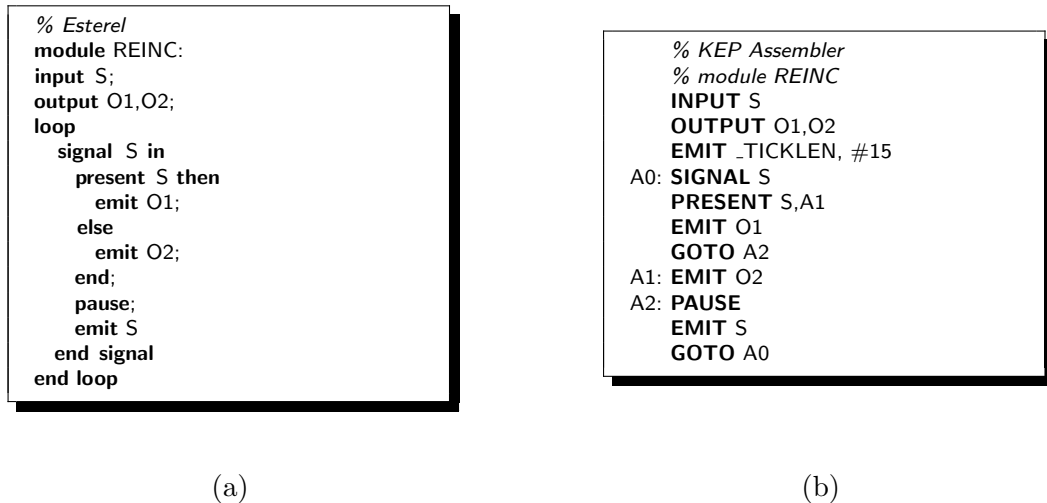 % Esterel
module REINC:
input S;
output O1,O2;
loop
signal S in
present S then
emit O1;
else
emit O2;
end;
pause;
emit S
end signal
end loop
(a)
% KEP Assembler
% module REINC
INPUT S
OUTPUT O1,O2
EMIT _TICKLEN, #15
A0: SIGNAL S
PRESENT S,A1
EMIT O1
GOTO A2
A1: EMIT O2
A2: PAUSE
EMIT S
GOTO A0
(b)